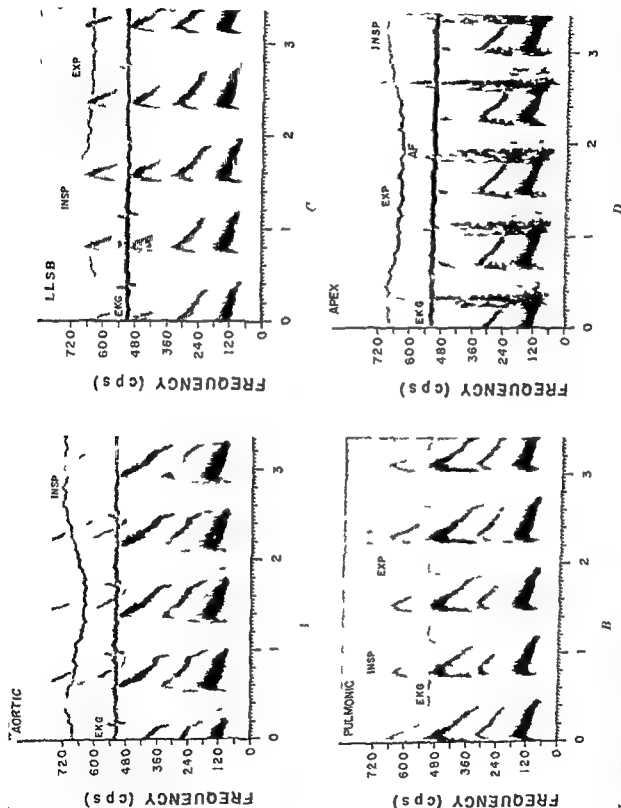 AORTIC
INSP
EKG
FREQUENCY (cps)
720
600
480
360
240
120
0
0 1 2 3
LLSB
INSP
EXP
EKG
FREQUENCY (cps)
720
600
480
360
240
120
0
0 1 2 3
C
PULMONIC
INSP
EXP
EKG
FREQUENCY (cps)
720
600
480
360
240
120
0
0 1 2 3
B
APEX
EXP
INSP
AF
EKG
FREQUENCY (cps)
720
600
480
360
240
120
0
0 1 2 3
D